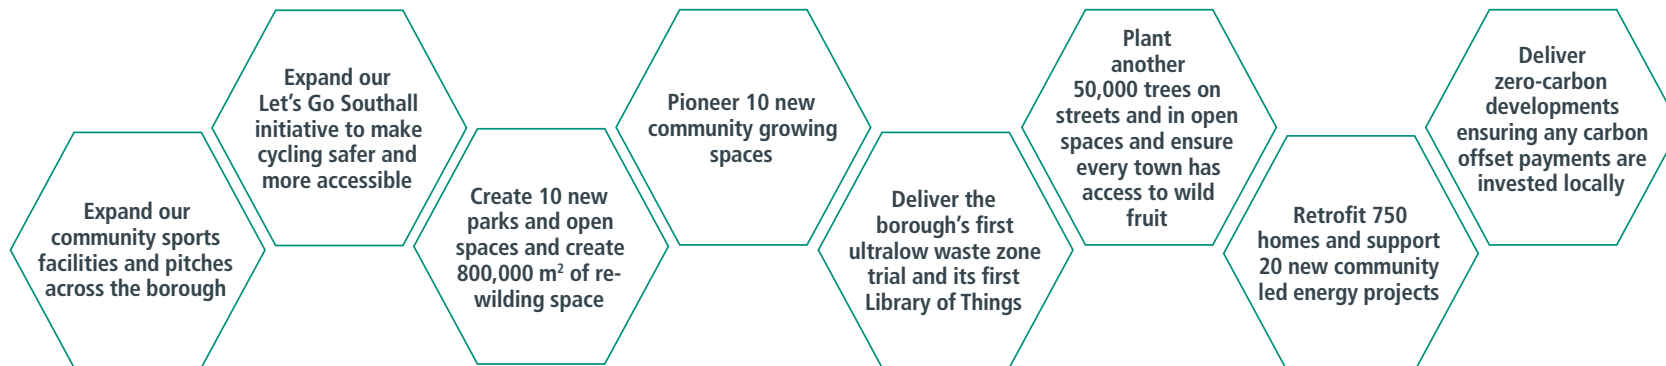 Expand our
community sports
facilities and pitches
across the borough
Expand our
Let’s Go Southall
initiative to make
cycling safer and
more accessible
Create 10 new
parks and open
spaces and create
800,000 m² of re-
wilding space
Pioneer 10 new
community growing
spaces
Deliver the
borough’s first
ultralow waste zone
trial and its first
Library of Things
Plant
another
50,000 trees on
streets and in open
spaces and ensure
every town has
access to wild
fruit
Retrofit 750
homes and support
20 new community
led energy projects
Deliver
zero-carbon
developments
ensuring any carbon
offset payments are
invested locally